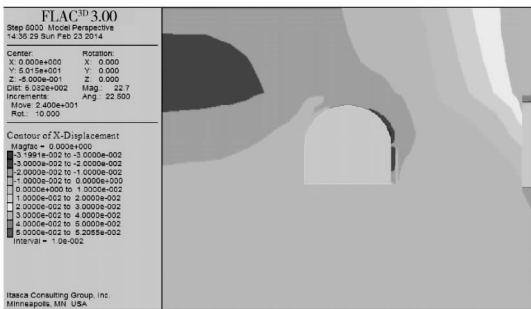 FLAC3D 3.00
Step 6000 Model Perspective
14:36:29 Sun Feb 23 2014
Center: Rotation:
X: 0.000e+000 X: 0.000
Y: 5.015e+001 Y: 0.000
Z: -5.000e-001 Z: 0.000
Dist: 5.032e+002 Mag.: 22.7
Increments: Ang.: 22.500
Move: 2.400e+001
Rot.: 10.000
Contour of X-Displacement
Magfac = 0.000e+000
-3.1991e-002 to -3.0000e-002
-3.0000e-002 to -2.0000e-002
-2.0000e-002 to -1.0000e-002
-1.0000e-002 to 0.0000e+000
0.0000e+000 to 1.0000e-002
1.0000e-002 to 2.0000e-002
2.0000e-002 to 3.0000e-002
3.0000e-002 to 4.0000e-002
4.0000e-002 to 5.0000e-002
5.0000e-002 to 5.2055e-002
Interval = 1.0e-002
Itasca Consulting Group, Inc.
Minneapolis, MN USA